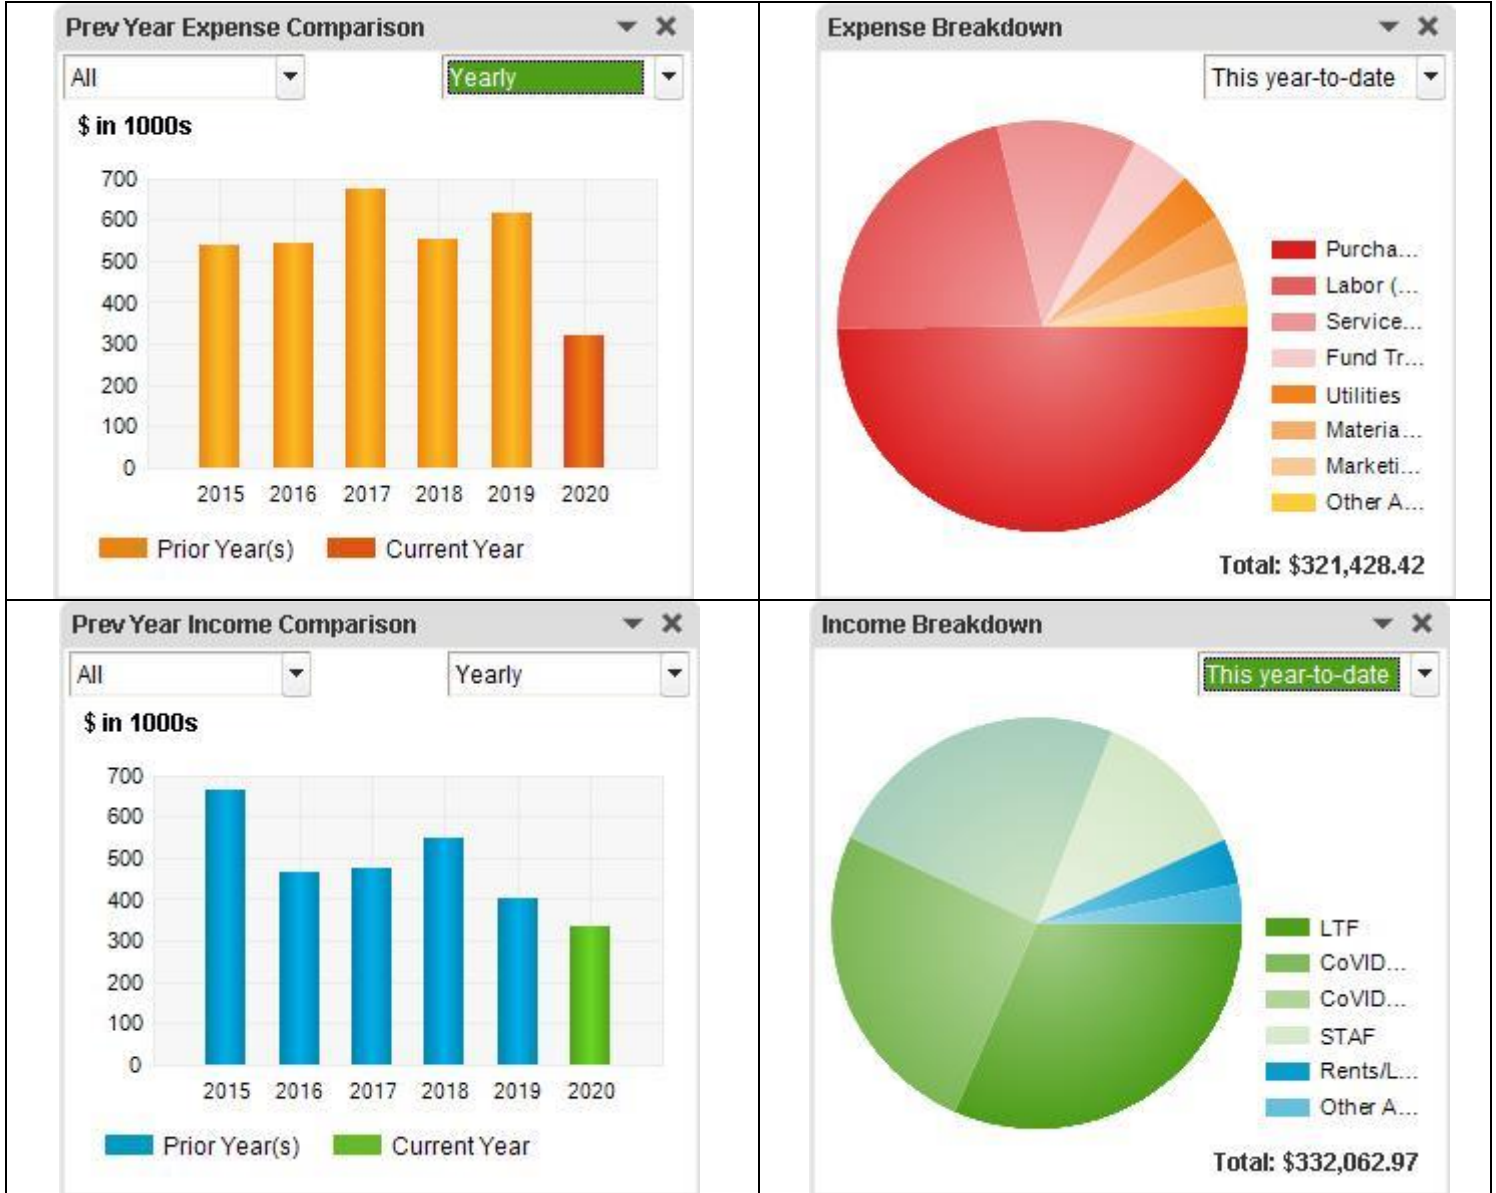 Prev Year Expense Comparison
All
Yearly
$ in 1000s
700
600
500
400
300
200
100
0
2015 2016 2017 2018 2019 2020
Prior Year(s) Current Year
Expense Breakdown
This year-to-date
Purcha...
Labor (...
Service...
Fund Tr...
Utilities
Materia...
Marketi...
Other A...
Total: $321,428.42
Prev Year Income Comparison
All
Yearly
$ in 1000s
700
600
500
400
300
200
100
0
2015 2016 2017 2018 2019 2020
Prior Year(s) Current Year
Income Breakdown
This year-to-date
LTF
CoVID...
CoVID...
STAF
Rents/L...
Other A...
Total: $332,062.97